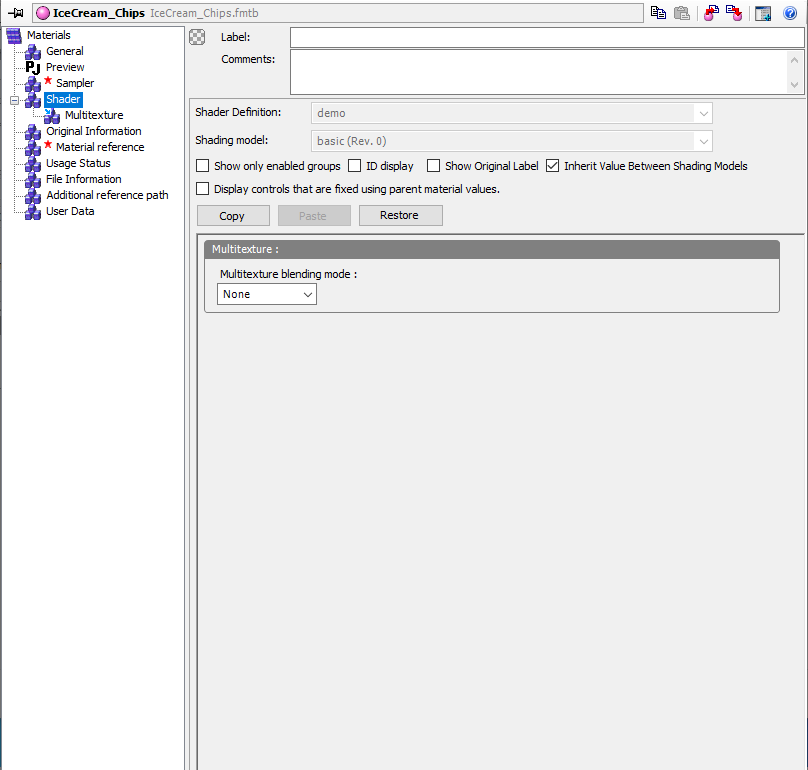 IceCream_Chips IceCream_Chips.fmtb
Materials
General
Preview
Sampler
Shader
Multitexture
Original Information
Material reference
Usage Status
File Information
Additional reference path
User Data
Label:
Comments:
Shader Definition: demo
Shading model: basic (Rev. 0)
Show only enabled groups ID display Show Original Label Inherit Value Between Shading Models
Display controls that are fixed using parent material values.
Copy Paste Restore
Multitexture :
Multitexture blending mode :
None